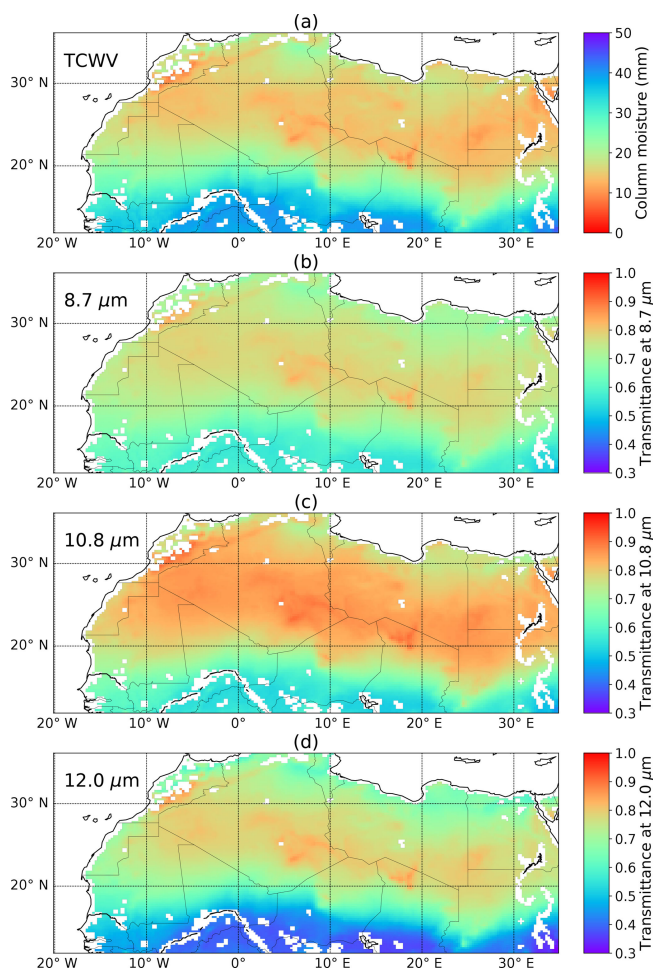 (a)
TCWV
30° N
20° N
20° W
10° W
0° E
10° E
20° E
30° E
50
40
30
20
10
0
Column moisture (mm)
(b)
8.7 μm
30° N
20° N
20° W
10° W
0° E
10° E
20° E
30° E
1.0
0.9
0.8
0.7
0.6
0.5
0.4
0.3
Transmittance at 8.7 μm
(c)
10.8 μm
30° N
20° N
20° W
10° W
0° E
10° E
20° E
30° E
1.0
0.9
0.8
0.7
0.6
0.5
0.4
0.3
Transmittance at 10.8 μm
(d)
12.0 μm
30° N
20° N
20° W
10° W
0° E
10° E
20° E
30° E
1.0
0.9
0.8
0.7
0.6
0.5
0.4
0.3
Transmittance at 12.0 μm